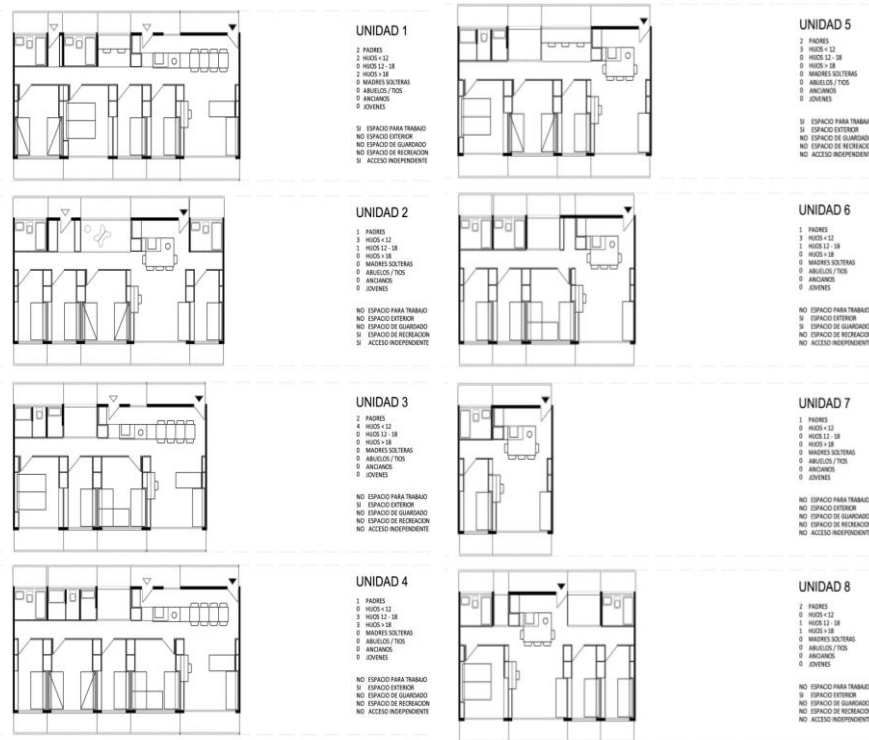 UNIDAD 1
2 PADRES
2 HIJOS < 12
0 HIJOS 12 - 18
2 HIJOS > 18
0 MADRES SOLTERAS
0 ABUELOS / TIOS
0 ANCIANOS
0 JOVENES
SI ESPACIO PARA TRABAJO
NO ESPACIO EXTERIOR
NO ESPACIO DE GUARDADO
NO ESPACIO DE RECREACION
SI ACCESO INDEPENDIENTE
UNIDAD 2
1 PADRES
3 HIJOS < 12
1 HIJOS 12 - 18
0 HIJOS > 18
0 MADRES SOLTERAS
0 ABUELOS / TIOS
0 ANCIANOS
0 JOVENES
NO ESPACIO PARA TRABAJO
NO ESPACIO EXTERIOR
NO ESPACIO DE GUARDADO
SI ESPACIO DE RECREACION
SI ACCESO INDEPENDIENTE
UNIDAD 3
2 PADRES
4 HIJOS < 12
0 HIJOS 12 - 18
0 HIJOS > 18
0 MADRES SOLTERAS
0 ABUELOS / TIOS
0 ANCIANOS
0 JOVENES
NO ESPACIO PARA TRABAJO
SI ESPACIO EXTERIOR
NO ESPACIO DE GUARDADO
NO ESPACIO DE RECREACION
NO ACCESO INDEPENDIENTE
UNIDAD 4
1 PADRES
0 HIJOS < 12
3 HIJOS 12 - 18
3 HIJOS > 18
0 MADRES SOLTERAS
0 ABUELOS / TIOS
0 ANCIANOS
0 JOVENES
NO ESPACIO PARA TRABAJO
SI ESPACIO EXTERIOR
NO ESPACIO DE GUARDADO
NO ESPACIO DE RECREACION
NO ACCESO INDEPENDIENTE
UNIDAD 5
2 PADRES
3 HIJOS < 12
0 HIJOS 12 - 18
0 HIJOS > 18
0 MADRES SOLTERAS
0 ABUELOS / TIOS
0 ANCIANOS
0 JOVENES
SI ESPACIO PARA TRABAJO
SI ESPACIO EXTERIOR
NO ESPACIO DE GUARDADO
NO ESPACIO DE RECREACION
NO ACCESO INDEPENDIENTE
UNIDAD 6
1 PADRES
3 HIJOS < 12
1 HIJOS 12 - 18
0 HIJOS > 18
0 MADRES SOLTERAS
0 ABUELOS / TIOS
0 ANCIANOS
0 JOVENES
NO ESPACIO PARA TRABAJO
SI ESPACIO EXTERIOR
SI ESPACIO DE GUARDADO
NO ESPACIO DE RECREACION
NO ACCESO INDEPENDIENTE
UNIDAD 7
1 PADRES
0 HIJOS < 12
0 HIJOS 12 - 18
0 HIJOS > 18
0 MADRES SOLTERAS
0 ABUELOS / TIOS
0 ANCIANOS
0 JOVENES
NO ESPACIO PARA TRABAJO
NO ESPACIO EXTERIOR
NO ESPACIO DE GUARDADO
NO ESPACIO DE RECREACION
NO ACCESO INDEPENDIENTE
UNIDAD 8
2 PADRES
0 HIJOS < 12
1 HIJOS 12 - 18
1 HIJOS > 18
0 MADRES SOLTERAS
0 ABUELOS / TIOS
0 ANCIANOS
0 JOVENES
NO ESPACIO PARA TRABAJO
SI ESPACIO EXTERIOR
NO ESPACIO DE GUARDADO
NO ESPACIO DE RECREACION
NO ACCESO INDEPENDIENTE